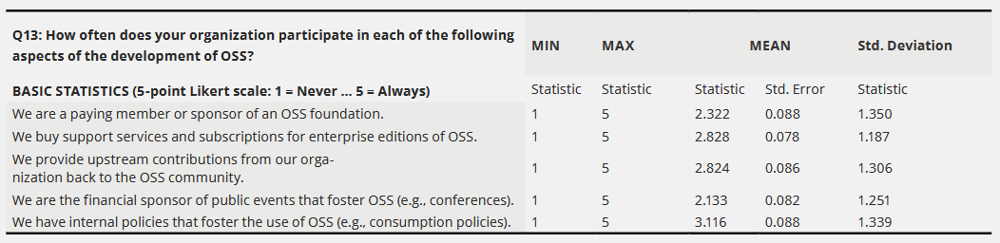 Q13: How often does your organization participate in each of the following aspects of the development of OSS? MIN MAX MEAN Std. Deviation
BASIC STATISTICS (5-point Likert scale: 1 = Never ... 5 = Always) Statistic Statistic Statistic Std. Error Statistic
We are a paying member or sponsor of an OSS foundation. 1 5 2.322 0.088 1.350
We buy support services and subscriptions for enterprise editions of OSS. 1 5 2.828 0.078 1.187
We provide upstream contributions from our orga-
nization back to the OSS community. 1 5 2.824 0.086 1.306
We are the financial sponsor of public events that foster OSS (e.g., conferences). 1 5 2.133 0.082 1.251
We have internal policies that foster the use of OSS (e.g., consumption policies). 1 5 3.116 0.088 1.339